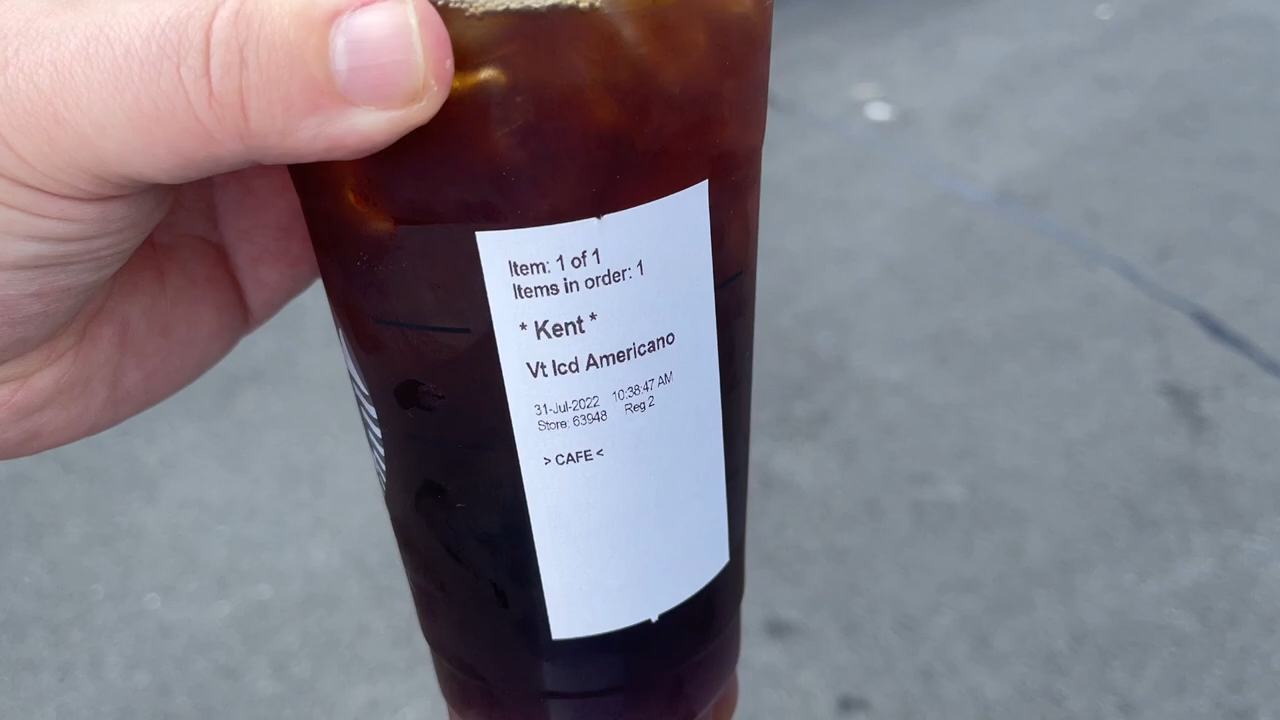 Item: 1 of 1
Items in order: 1
* Kent *
Vt Icd Americano
31-Jul-2022 10:38:47 AM
Store: 63948 Reg 2
> CAFE <